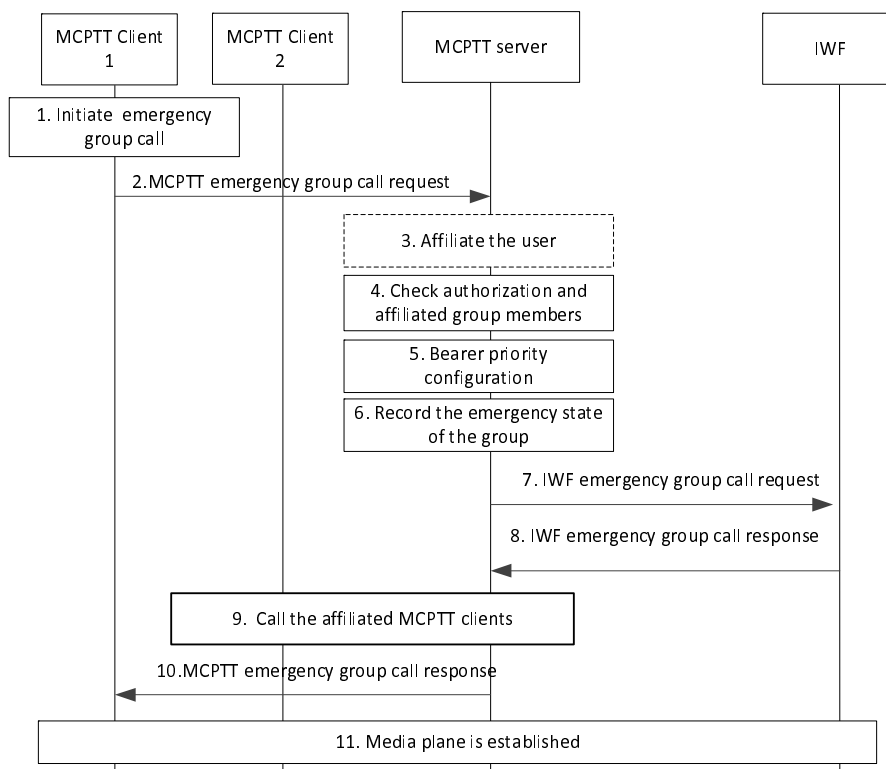 MCPTT Client
1
MCPTT Client
2
MCPTT server
IWF
1. Initiate emergency
group call
2.MCPTT emergency group call request
3. Affiliate the user
4. Check authorization and
affiliated group members
5. Bearer priority
configuration
6. Record the emergency state
of the group
7. IWF emergency group call request
8. IWF emergency group call response
9. Call the affiliated MCPTT clients
10.MCPTT emergency group call response
11. Media plane is established